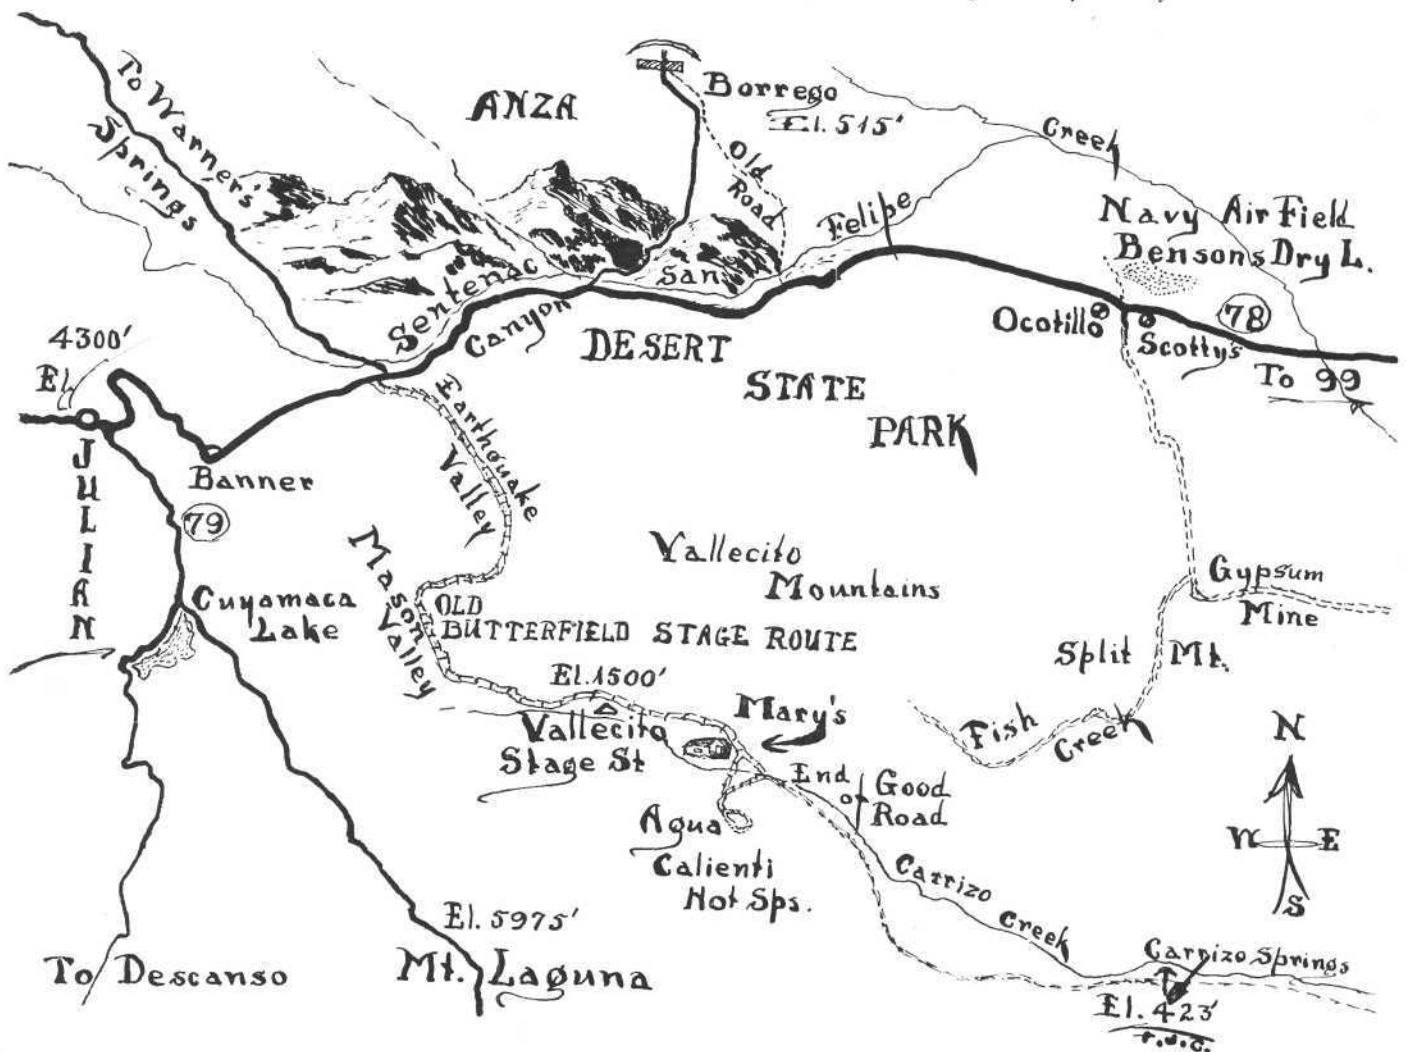 To Warner's
Springs
ANZA
Borrego
El. 515'
Old
Road
Creek
Felipe
San
Navy Air Field
Bensons Dry L.
Sentenac
Canyon
Ocotillo
Scotty's
78
To 99
DESERT
STATE
PARK
4300'
El.
JULIAN
Banner
79
Earthquake
Valley
Mason
Valley
Vallecito
Mountains
Gypsum
Mine
Cuyamaca
Lake
OLD
BUTTERFIELD STAGE ROUTE
Split Mt.
El. 1500'
Mary's
Fish
Creek
Vallecito
Stage St
N
W E
S
End
of
Good
Road
Agua
Calienti
Hot Sps.
Carrizo
Creek
El. 5975'
Mt. Laguna
To Descanso
Carrizo Springs
El. 423'